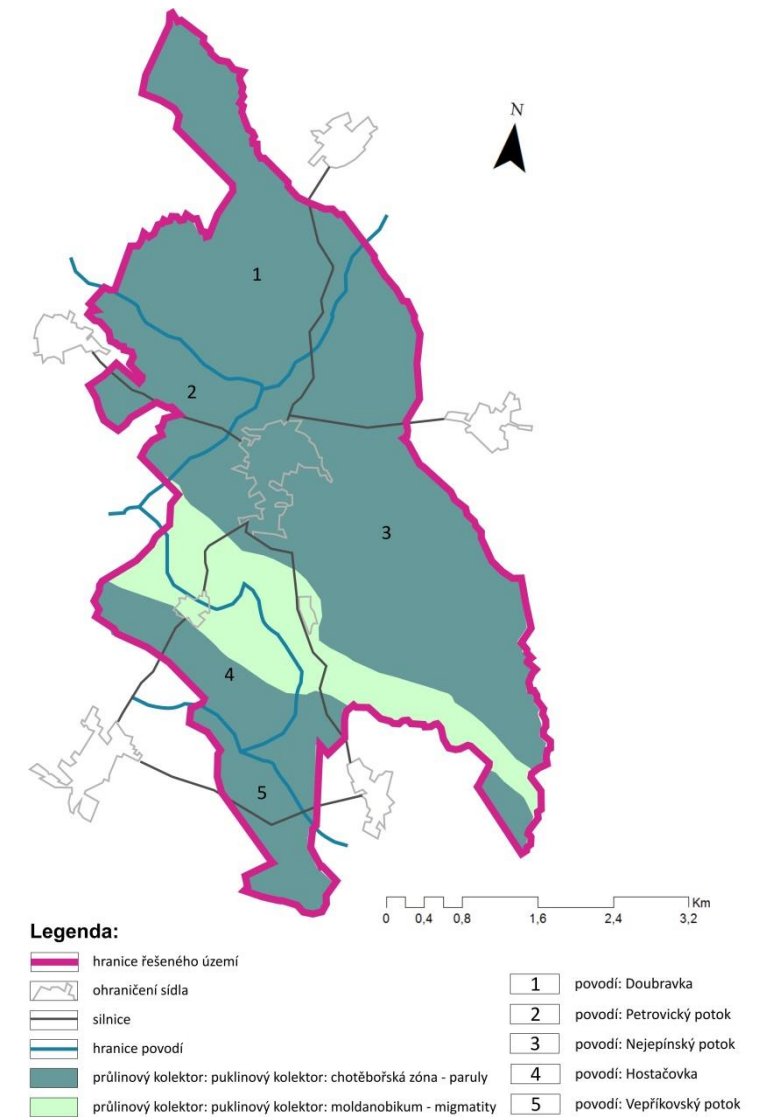 N
1
2
3
4
5
Km
0 0,4 0,8 1,6 2,4 3,2
Legenda:
hranice řešeného území
ohraničení sídla
silnice
hranice povodí
průlinový kolektor: puklinový kolektor: chotěbořská zóna - paruly
průlinový kolektor: puklinový kolektor: moldanobikum - migmatity
1 povodí: Doubravka
2 povodí: Petrovický potok
3 povodí: Nejepínský potok
4 povodí: Hostačovka
5 povodí: Vepříkovský potok